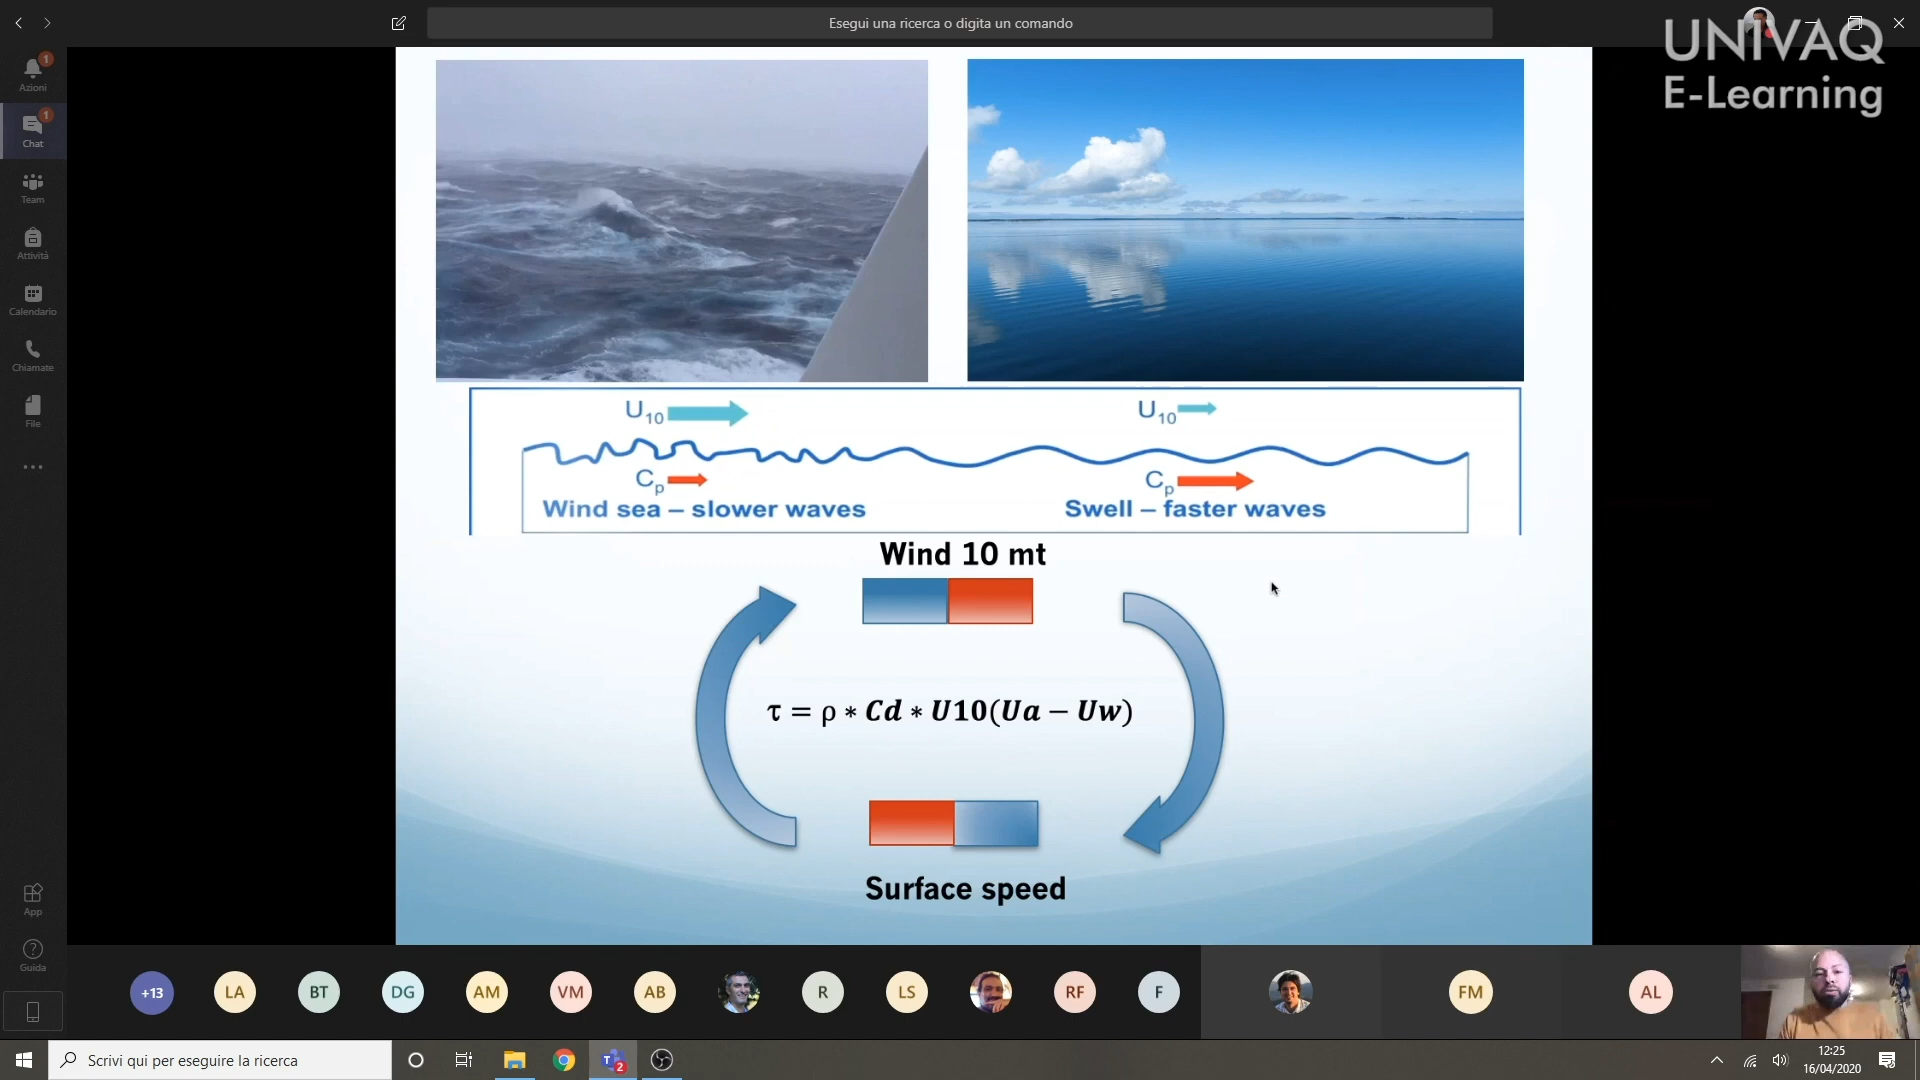 Esegui una ricerca o digita un comando
UNIVAQ
E-Learning
1
Azioni
1
Chat
Team
Attività
Calendario
Chiamate
File
App
Guida
U10
U10
Cp
Cp
Wind sea – slower waves
Swell – faster waves
Wind 10 mt
τ = ρ * Cd * U10(Ua − Uw)
Surface speed
+13
LA
BT
DG
AM
VM
AB
R
LS
RF
F
FM
AL
Scrivi qui per eseguire la ricerca
T
2
12:25
16/04/2020